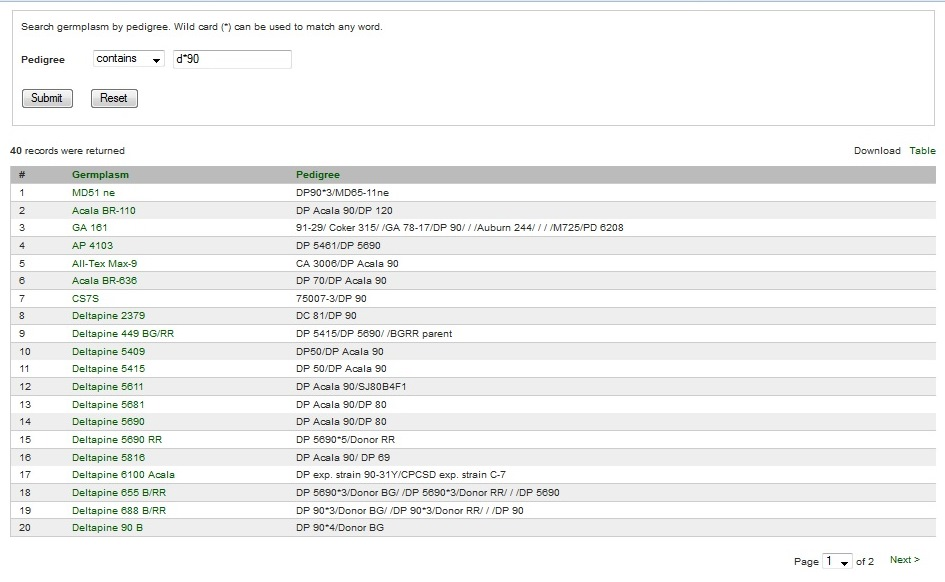 Search germplasm by pedigree. Wild card (*) can be used to match any word.
Pedigree contains d*90
Submit Reset
40 records were returned Download Table
# Germplasm Pedigree
1 MD51 ne DP90*3/MD65-11ne
2 Acala BR-110 DP Acala 90/DP 120
3 GA 161 91-29/ Coker 315/ /GA 78-17/DP 90/ / /Auburn 244/ / / /M725/PD 6208
4 AP 4103 DP 5461/DP 5690
5 All-Tex Max-9 CA 3006/DP Acala 90
6 Acala BR-636 DP 70/DP Acala 90
7 CS7S 75007-3/DP 90
8 Deltapine 2379 DC 81/DP 90
9 Deltapine 449 BG/RR DP 5415/DP 5690/ /BGRR parent
10 Deltapine 5409 DP50/DP Acala 90
11 Deltapine 5415 DP 50/DP Acala 90
12 Deltapine 5611 DP Acala 90/SJ80B4F1
13 Deltapine 5681 DP Acala 90/DP 80
14 Deltapine 5690 DP Acala 90/DP 80
15 Deltapine 5690 RR DP 5690*5/Donor RR
16 Deltapine 5816 DP Acala 90/ DP 69
17 Deltapine 6100 Acala DP exp. strain 90-31Y/CPCSD exp. strain C-7
18 Deltapine 655 B/RR DP 5690*3/Donor BG/ /DP 5690*3/Donor RR/ / /DP 5690
19 Deltapine 688 B/RR DP 90*3/Donor BG/ /DP 90*3/Donor RR/ / /DP 90
20 Deltapine 90 B DP 90*4/Donor BG
Page 1 of 2 Next >